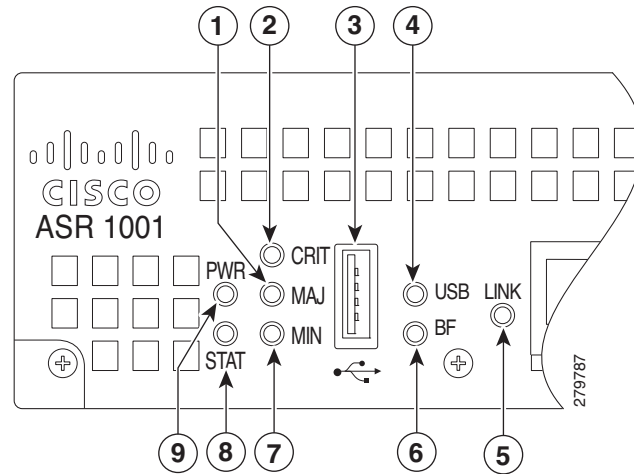 1
2
3
4
CISCO
ASR 1001
CRIT
PWR
MAJ
USB
LINK
MIN
BF
STAT
279787
9
8
7
6
5